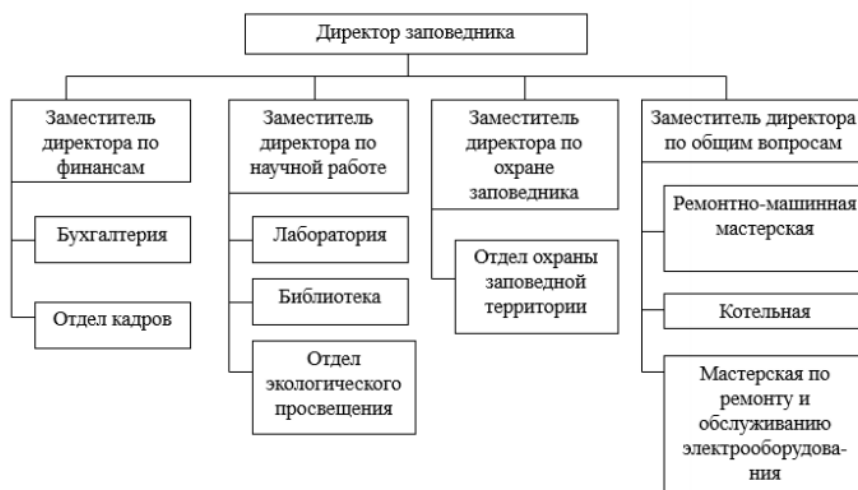 Директор заповедника
Заместитель
директора по
финансам
Бухгалтерия
Отдел кадров
Заместитель
директора по
научной работе
Лаборатория
Библиотека
Отдел
экологического
просвещения
Заместитель
директора по
охране
заповедника
Отдел охраны
заповедной
территории
Заместитель директора
по общим вопросам
Ремонтно-машинная
мастерская
Котельная
Мастерская по
ремонту и
обслуживанию
электрооборудова-
ния